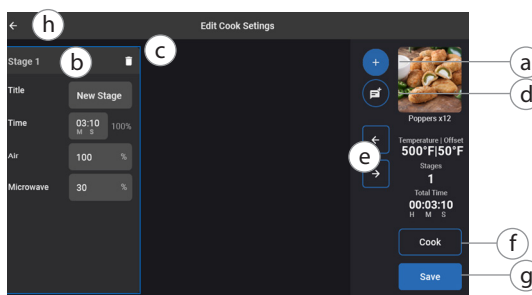 h
Edit Cook Setings
Stage 1
b
c
a
d
Title
New Stage
Poppers x12
Time
03:10
M S
100%
e
Temperature | Offset
500°F|50°F
Air
100 %
Stages
1
Microwave
30 %
Total Time
00:03:10
H M S
Cook
f
Save
g